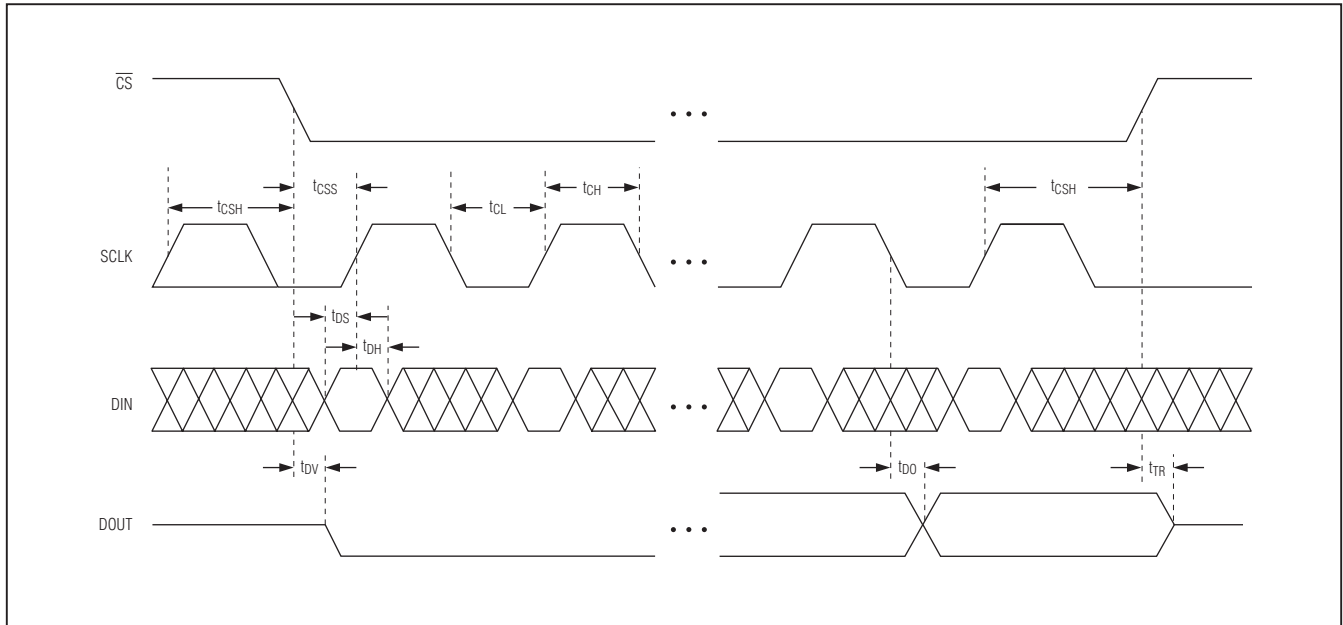 CS
tCSS
tCH
tCSH
tCSH
tCL
SCLK
tDS
tDH
DIN
tDV
tDO
tTR
DOUT